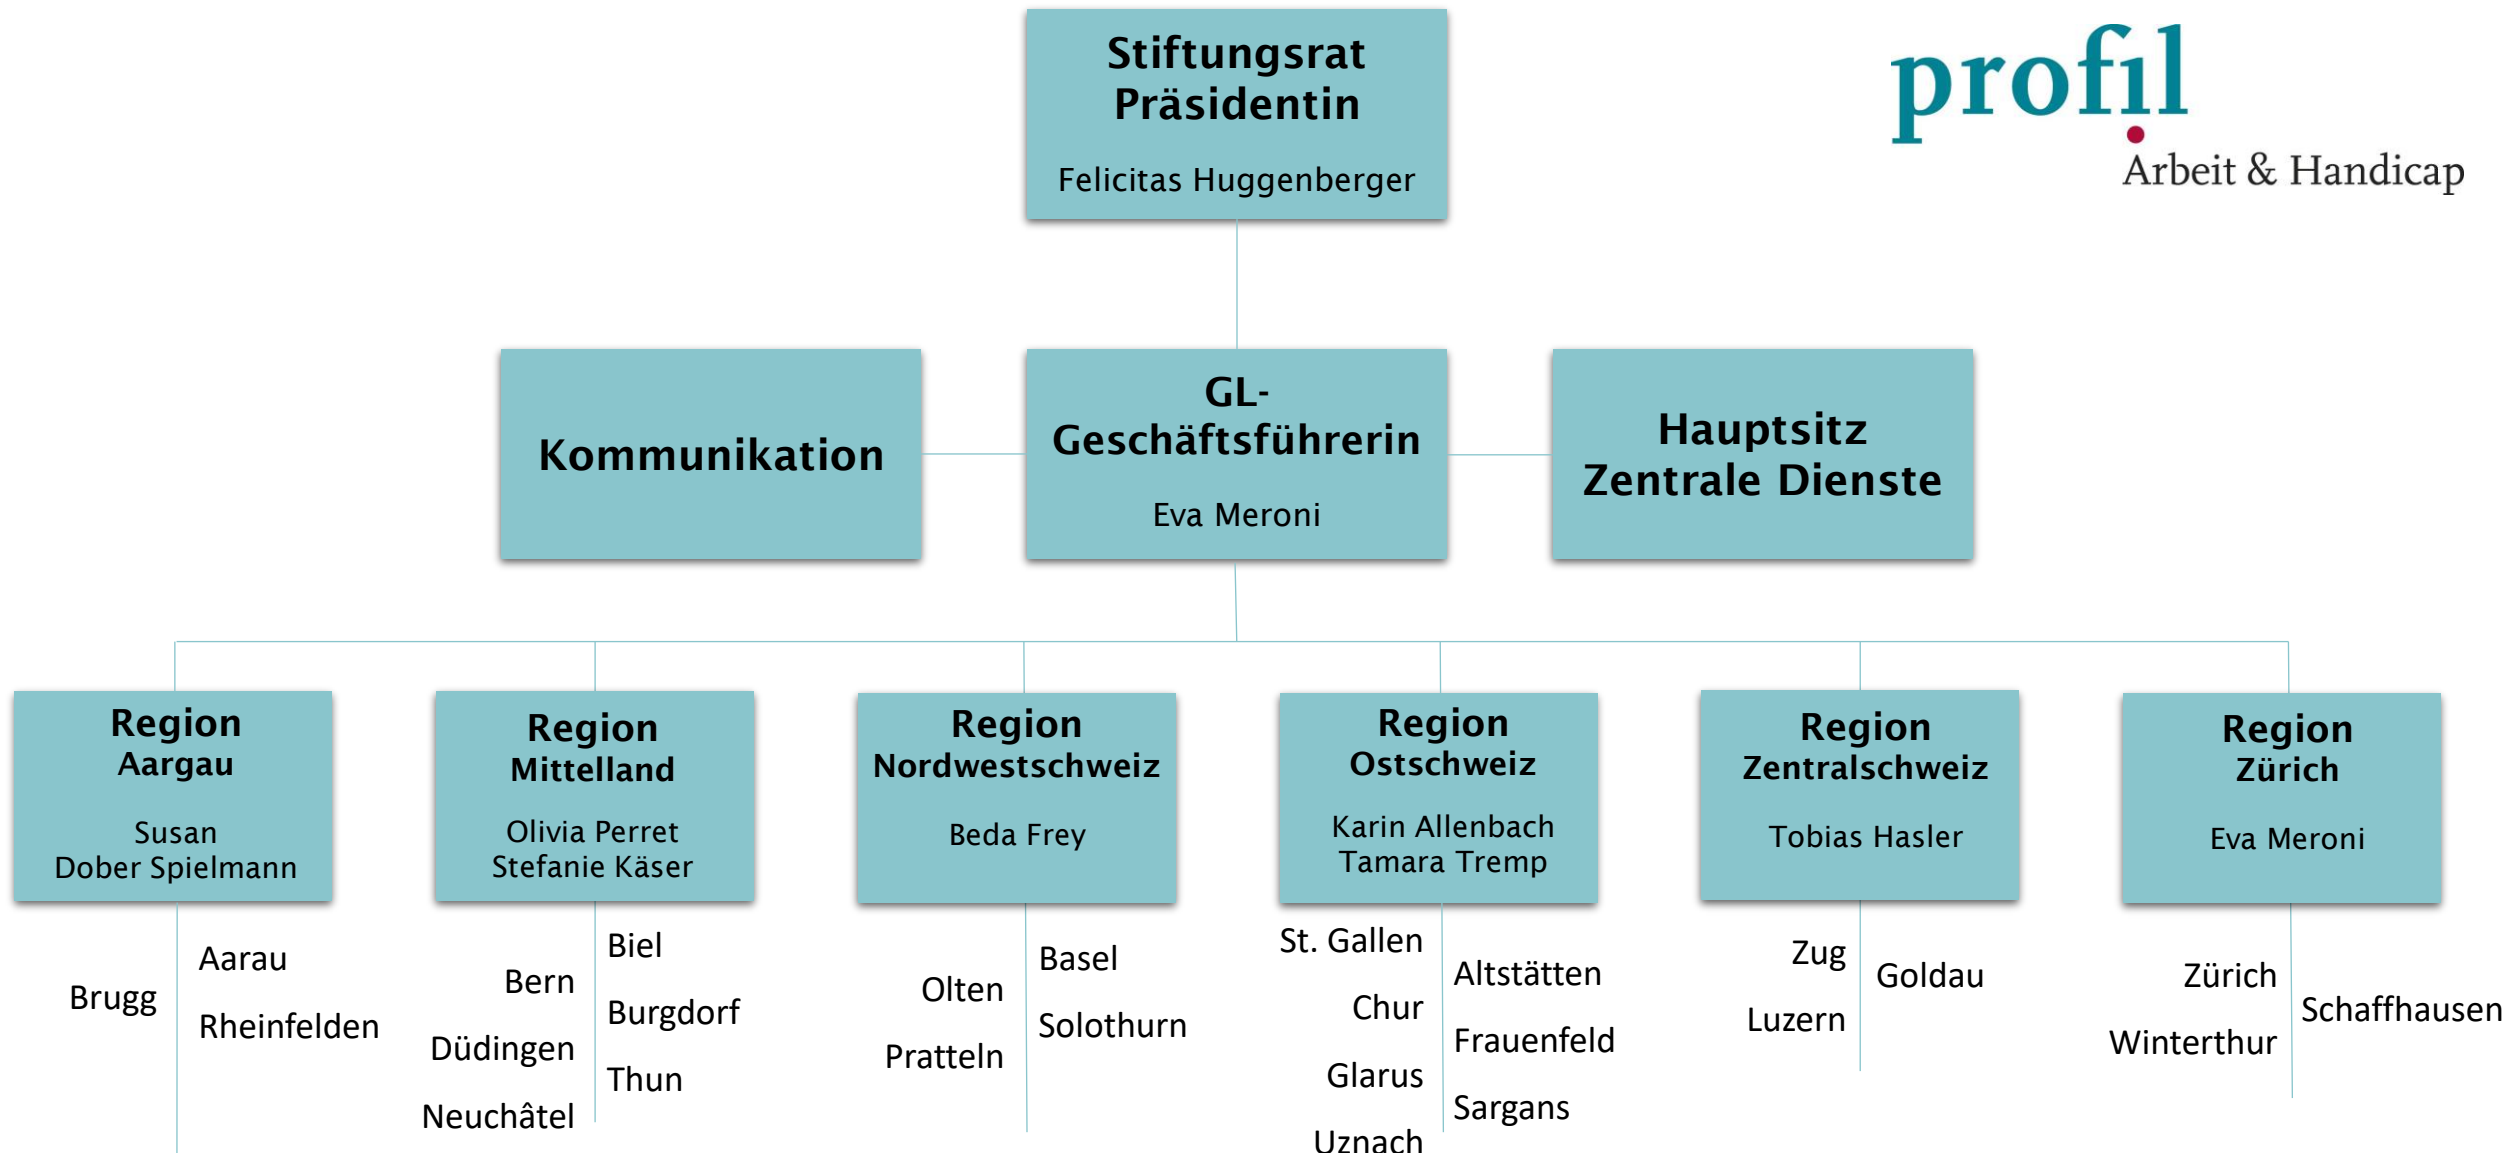 Stiftungsrat
Präsidentin
Felicitas Huggenberger
profil
Arbeit & Handicap
Kommunikation
GL-
Geschäftsführerin
Eva Meroni
Hauptsitz
Zentrale Dienste
Region
Aargau
Susan
Dober Spielmann
Brugg
Aarau
Rheinfelden
Region
Mittelland
Olivia Perret
Stefanie Käser
Bern
Düdingen
Neuchâtel
Biel
Burgdorf
Thun
Region
Nordwestschweiz
Beda Frey
Olten
Pratteln
Basel
Solothurn
Region
Ostschweiz
Karin Allenbach
Tamara Tremp
St. Gallen
Chur
Glarus
Uznach
Altstätten
Frauenfeld
Sargans
Region
Zentralschweiz
Tobias Hasler
Zug
Luzern
Goldau
Region
Zürich
Eva Meroni
Zürich
Winterthur
Schaffhausen